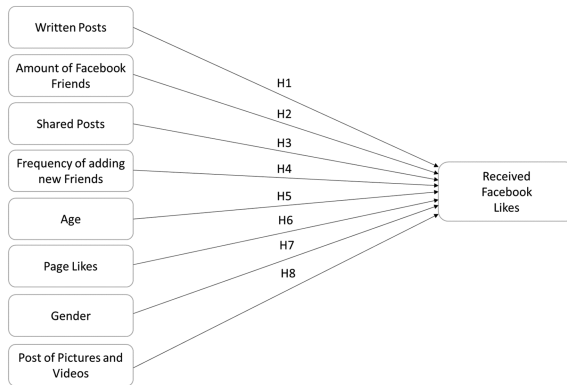 Written Posts
Amount of Facebook
Friends
Shared Posts
Frequency of adding
new Friends
Age
Page Likes
Gender
Post of Pictures and
Videos
H1
H2
H3
H4
H5
H6
H7
H8
Received
Facebook
Likes